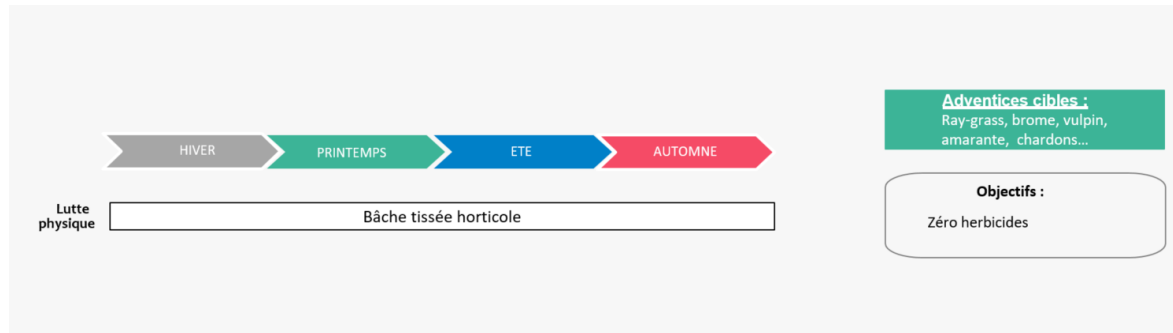 HIVER
PRINTEMPS
ETE
AUTOMNE
Lutte
physique
Bâche tissée horticole
Adventices cibles :
Ray-grass, brome, vulpin,
amarante, chardons...
Objectifs :
Zéro herbicides